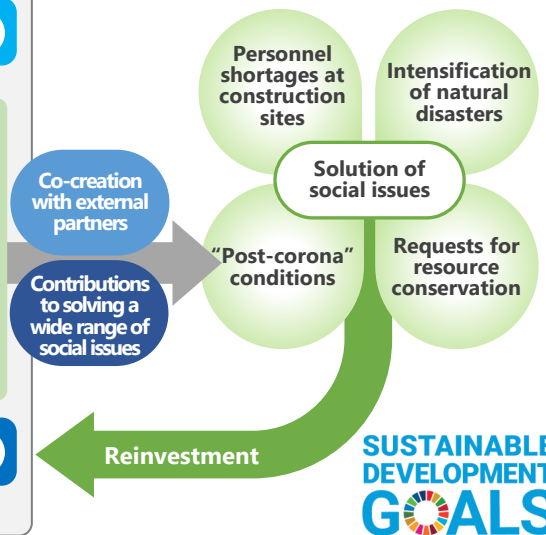 Personnel
shortages at
construction
sites
Intensification
of natural
disasters
Solution of
social issues
Co-creation
with external
partners
Contributions
to solving a
wide range of
social issues
“Post-corona”
conditions
Requests for
resource
conservation
Reinvestment
SUSTAINABLE
DEVELOPMENT
GOALS